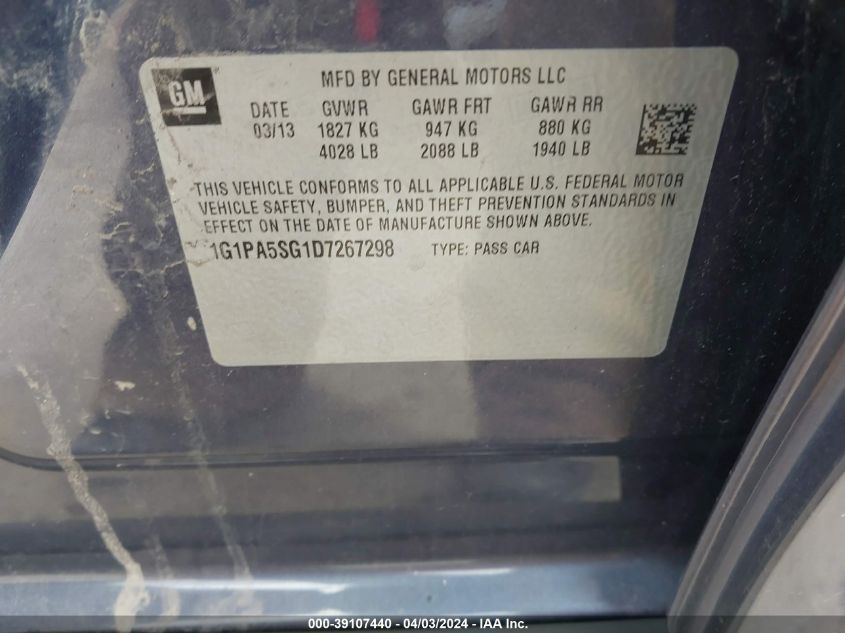 GM
MFD BY GENERAL MOTORS LLC
DATE GVWR GAWR FRT GAWR RR
03/13 1827 KG 947 KG 880 KG
4028 LB 2088 LB 1940 LB
THIS VEHICLE CONFORMS TO ALL APPLICABLE U.S. FEDERAL MOTOR
VEHICLE SAFETY, BUMPER, AND THEFT PREVENTION STANDARDS IN
EFFECT ON THE DATE OF MANUFACTURE SHOWN ABOVE.
1G1PA5SG1D7267298 TYPE: PASS CAR
000-39107440 - 04/03/2024 - IAA Inc.